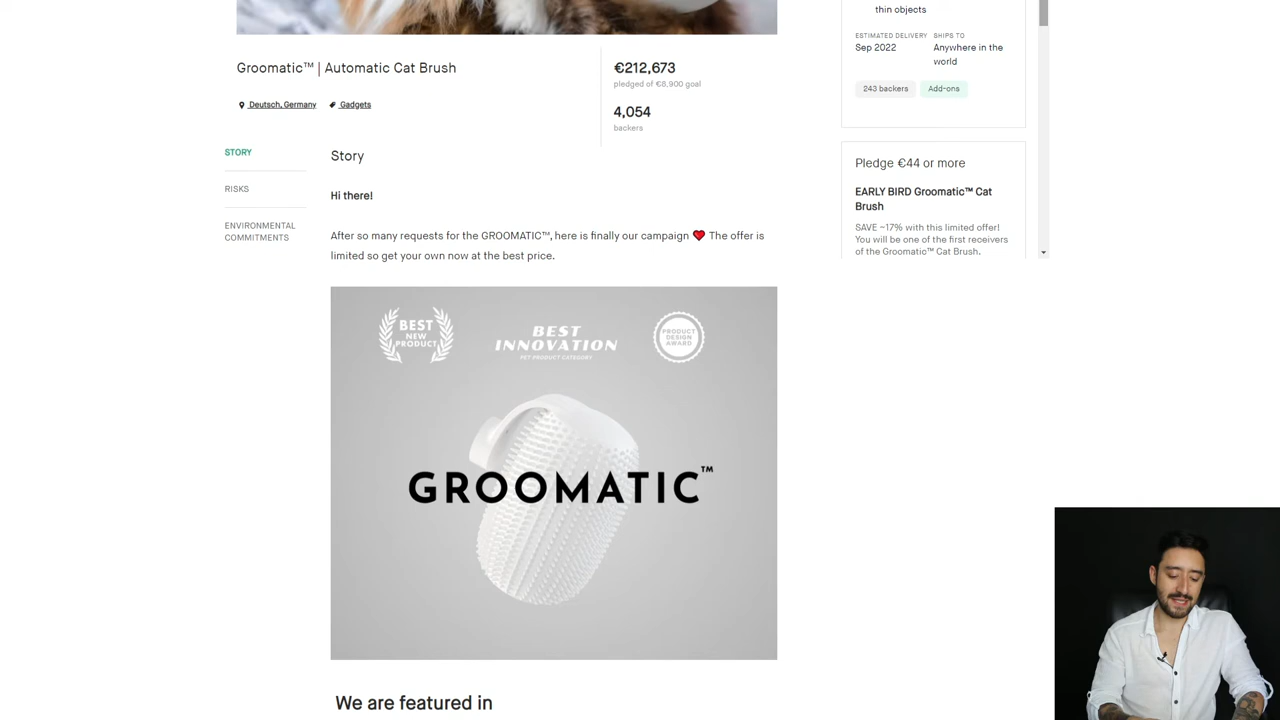 thin objects
ESTIMATED DELIVERY
SHIPS TO
Sep 2022
Anywhere in the
world
243 backers
Add-ons
Groomatic™ | Automatic Cat Brush
€212,673
pledged of €8,900 goal
Deutsch, Germany
Gadgets
4,054
backers
STORY
RISKS
ENVIRONMENTAL
COMMITMENTS
Story
Hi there!
After so many requests for the GROOMATIC™, here is finally our campaign ❤️ The offer is
limited so get your own now at the best price.
Pledge €44 or more
EARLY BIRD Groomatic™ Cat
Brush
SAVE ~17% with this limited offer!
You will be one of the first receivers
of the Groomatic™ Cat Brush.
BEST
NEW
PRODUCT
BEST
INNOVATION
PET PRODUCT CATEGORY
PRODUCT
DESIGN
AWARD
GROOMATIC™
We are featured in